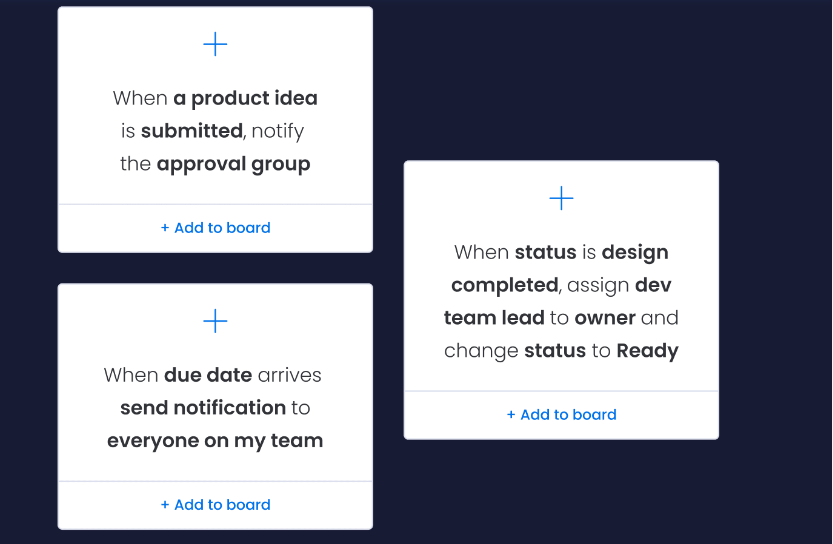 When a product idea
is submitted, notify
the approval group
+ Add to board
When due date arrives
send notification to
everyone on my team
+ Add to board
When status is design
completed, assign dev
team lead to owner and
change status to Ready
+ Add to board